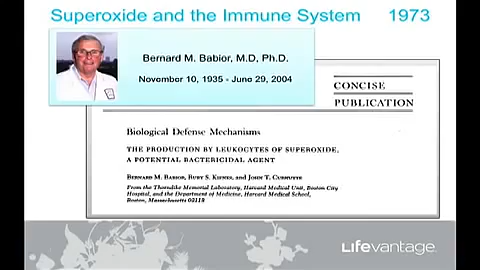 Superoxide and the Immune System 1973
Bernard M. Babior, M.D, Ph.D.
November 10, 1935 - June 29, 2004
CONCISE
PUBLICATION
Biological Defense Mechanisms
THE PRODUCTION BY LEUKOCYTES OF SUPEROXIDE,
A POTENTIAL BACTERICIDAL AGENT
BERNARD M. BABIOR, RUBY S. KIPNES, AND JOHN T. CURNUTTE
From the Thorndike Memorial Laboratory, Harvard Medical Unit, Boston City
Hospital, and the Department of Medicine, Harvard Medical School,
Boston, Massachusetts 02118
Lifevantage